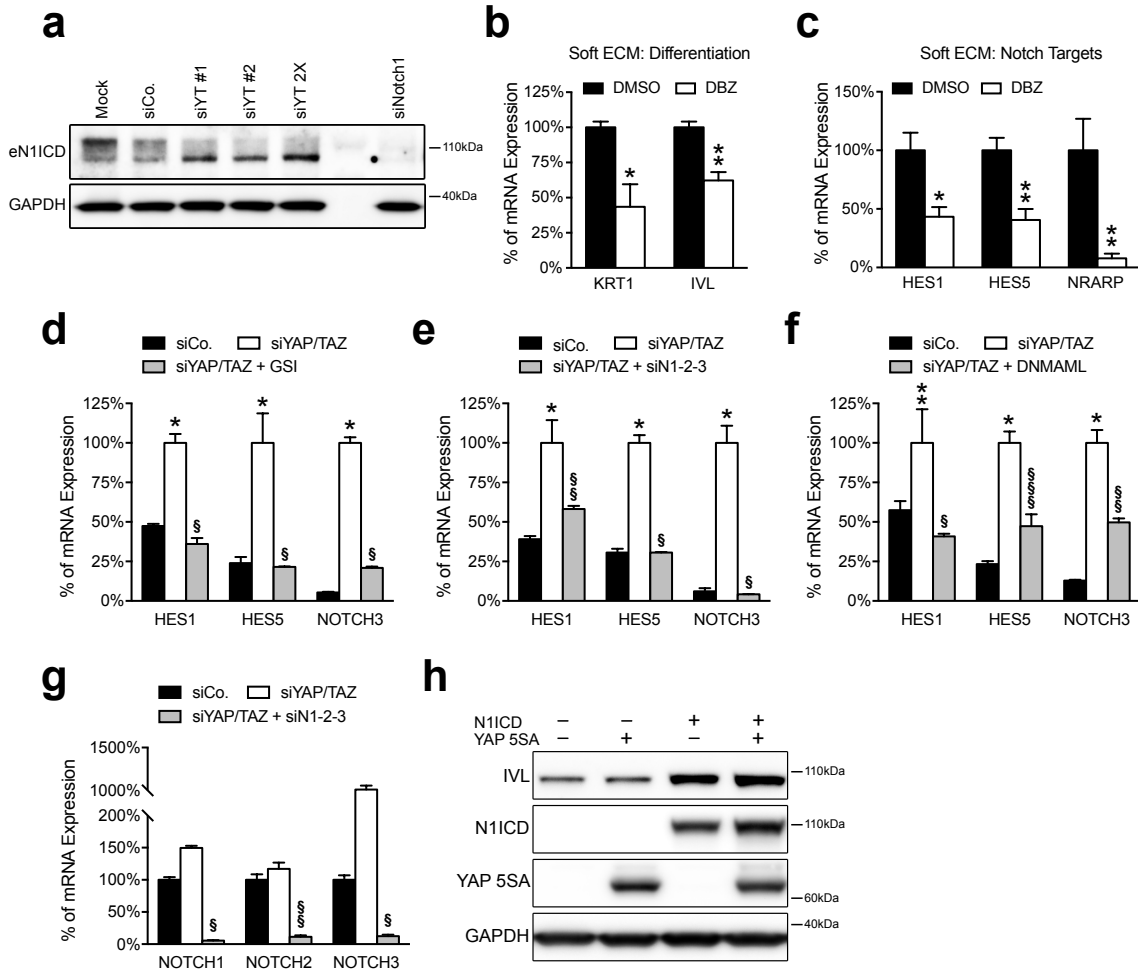 a
Mock
siCo.
siYT #1
siYT #2
siYT 2X
siNotch1
eN1ICD
110kDa
GAPDH
40kDa
b
Soft ECM: Differentiation
DMSO DBZ
% of mRNA Expression
125%
100%
75%
50%
25%
0%
*
**
KRT1 IVL
c
Soft ECM: Notch Targets
DMSO DBZ
% of mRNA Expression
150%
100%
50%
0%
*
**
**
HES1 HES5 NRARP
d
siCo. siYAP/TAZ
siYAP/TAZ + GSI
% of mRNA Expression
125%
100%
75%
50%
25%
0%
* * *
§ § §
HES1 HES5 NOTCH3
e
siCo. siYAP/TAZ
siYAP/TAZ + siN1-2-3
% of mRNA Expression
125%
100%
75%
50%
25%
0%
* * *
§§ § §
HES1 HES5 NOTCH3
f
siCo. siYAP/TAZ
siYAP/TAZ + DNMAML
% of mRNA Expression
125%
100%
75%
50%
25%
0%
** * *
§ §§§ §§
HES1 HES5 NOTCH3
g
siCo. siYAP/TAZ
siYAP/TAZ + siN1-2-3
% of mRNA Expression
1500%
1000%
200%
150%
100%
50%
0%
§ §§ §
NOTCH1 NOTCH2 NOTCH3
h
N1ICD – – + +
YAP 5SA – + – +
IVL
110kDa
N1ICD
110kDa
YAP 5SA
60kDa
GAPDH
40kDa